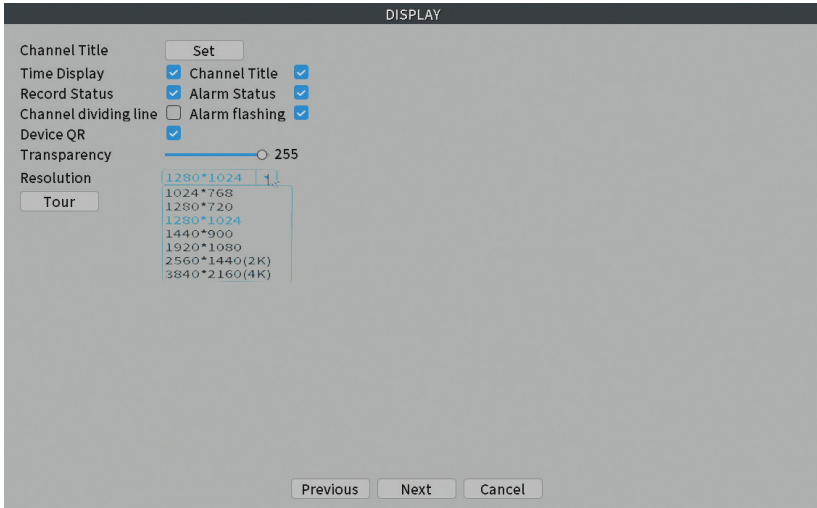 DISPLAY
Channel Title Set
Time Display Channel Title
Record Status Alarm Status
Channel dividing line Alarm flashing
Device QR
Transparency 255
Resolution 1280*1024
1024*768
1280*720
1280*1024
1440*900
1920*1080
2560*1440(2K)
3840*2160(4K)
Tour
Previous Next Cancel